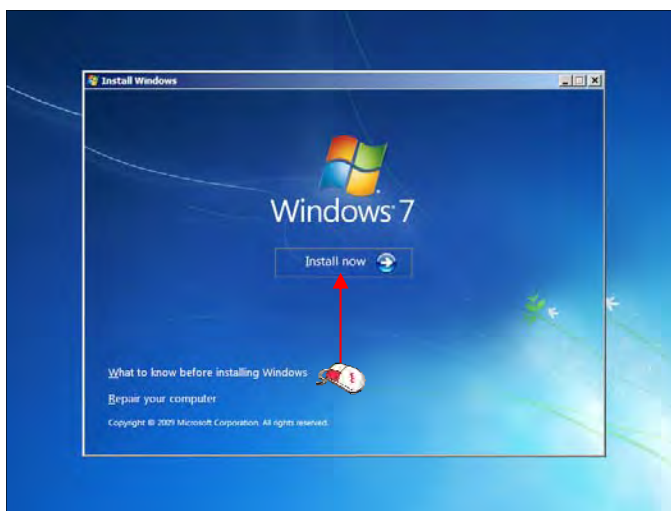 Install Windows
Windows 7
Install now
What to know before installing Windows
Repair your computer
Copyright © 2009 Microsoft Corporation. All rights reserved.